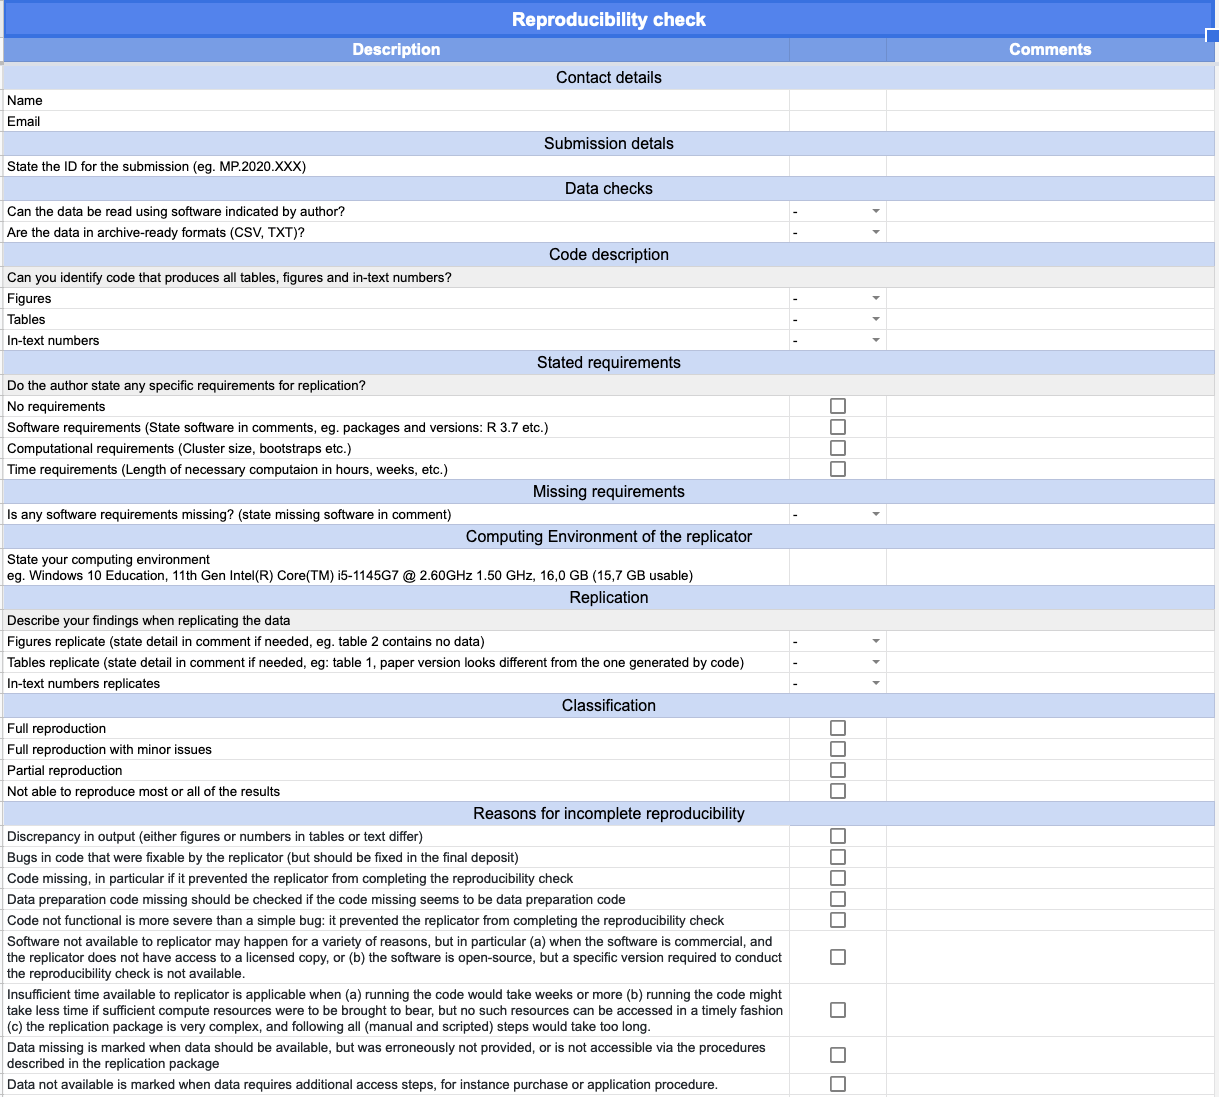 Reproducibility check
Description Comments
Contact details
Name
Email
Submission detals
State the ID for the submission (eg. MP.2020.XXX)
Data checks
Can the data be read using software indicated by author? -
Are the data in archive-ready formats (CSV, TXT)? -
Code description
Can you identify code that produces all tables, figures and in-text numbers?
Figures -
Tables -
In-text numbers -
Stated requirements
Do the author state any specific requirements for replication?
No requirements
Software requirements (State software in comments, eg. packages and versions: R 3.7 etc.)
Computational requirements (Cluster size, bootstraps etc.)
Time requirements (Length of necessary computaion in hours, weeks, etc.)
Missing requirements
Is any software requirements missing? (state missing software in comment) -
Computing Environment of the replicator
State your computing environment
eg. Windows 10 Education, 11th Gen Intel(R) Core(TM) i5-1145G7 @ 2.60GHz 1.50 GHz, 16,0 GB (15,7 GB usable)
Replication
Describe your findings when replicating the data
Figures replicate (state detail in comment if needed, eg. table 2 contains no data) -
Tables replicate (state detail in comment if needed, eg: table 1, paper version looks different from the one generated by code) -
In-text numbers replicates -
Classification
Full reproduction
Full reproduction with minor issues
Partial reproduction
Not able to reproduce most or all of the results
Reasons for incomplete reproducibility
Discrepancy in output (either figures or numbers in tables or text differ)
Bugs in code that were fixable by the replicator (but should be fixed in the final deposit)
Code missing, in particular if it prevented the replicator from completing the reproducibility check
Data preparation code missing should be checked if the code missing seems to be data preparation code
Code not functional is more severe than a simple bug: it prevented the replicator from completing the reproducibility check
Software not available to replicator may happen for a variety of reasons, but in particular (a) when the software is commercial, and
the replicator does not have access to a licensed copy, or (b) the software is open-source, but a specific version required to conduct
the reproducibility check is not available.
Insufficient time available to replicator is applicable when (a) running the code would take weeks or more (b) running the code might
take less time if sufficient compute resources were to be brought to bear, but no such resources can be accessed in a timely fashion
(c) the replication package is very complex, and following all (manual and scripted) steps would take too long.
Data missing is marked when data should be available, but was erroneously not provided, or is not accessible via the procedures
described in the replication package
Data not available is marked when data requires additional access steps, for instance purchase or application procedure.